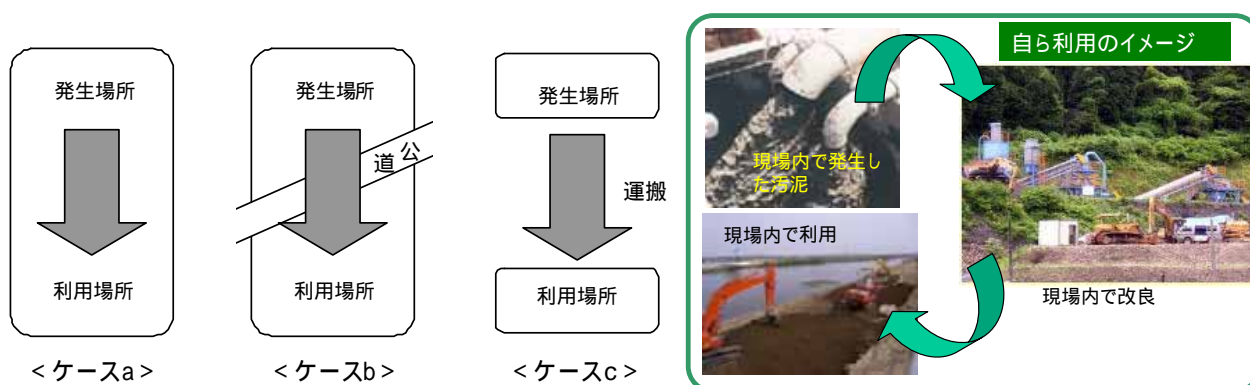 発生場所
利用場所
<ケースa>
発生場所
公道
利用場所
<ケースb>
発生場所
運搬
利用場所
<ケースc>
自ら利用のイメージ
現場内で発生し
た汚泥
現場内で改良
現場内で利用